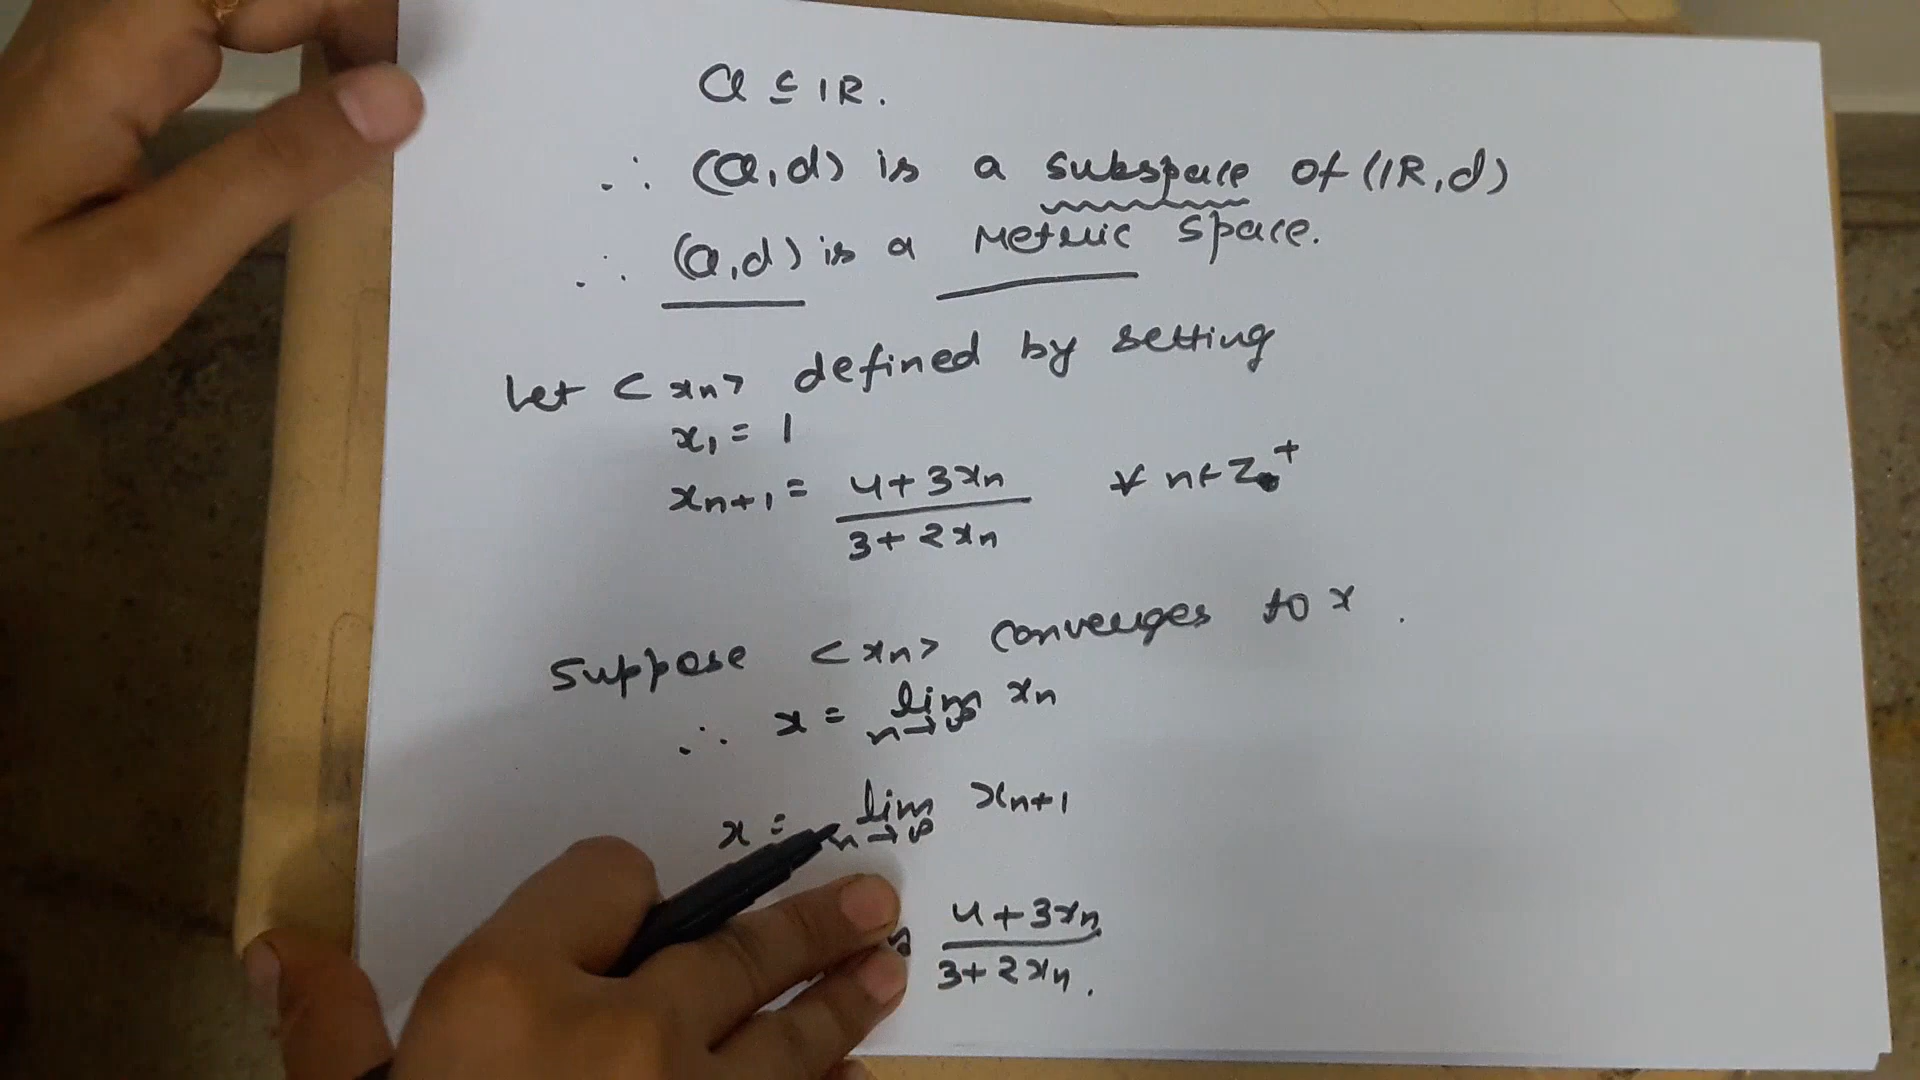 Q ⊆ IR.
∴ (Q, d) is a subspace of (IR, d)
∴ (Q, d) is a Metric space.
Let < xn > defined by setting
x1 = 1
xn+1 = 4+3xn / 3+2xn ∀ n ∈ Z+
Suppose < xn > converges to x .
∴ x = lim n→∞ xn
x = lim n→∞ xn+1
4+3xn / 3+2xn .